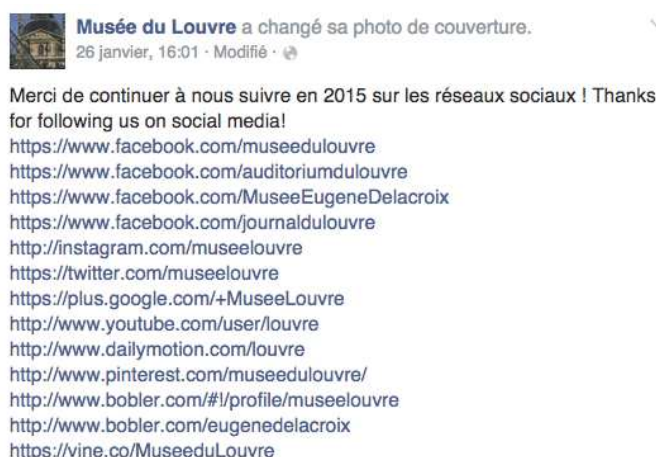 Musée du Louvre a changé sa photo de couverture.
26 janvier, 16:01 · Modifié ·
Merci de continuer à nous suivre en 2015 sur les réseaux sociaux ! Thanks
for following us on social media!
https://www.facebook.com/museedulouvre
https://www.facebook.com/auditoriumdulouvre
https://www.facebook.com/MuseeEugeneDelacroix
https://www.facebook.com/journaldulouvre
http://instagram.com/museelouvre
https://twitter.com/museelouvre
https://plus.google.com/+MuseeLouvre
http://www.youtube.com/user/louvre
http://www.dailymotion.com/louvre
http://www.pinterest.com/museedulouvre/
http://www.bobler.com/#!/profile/museelouvre
http://www.bobler.com/eugenedelacroix
https://vine.co/MuseeduLouvre